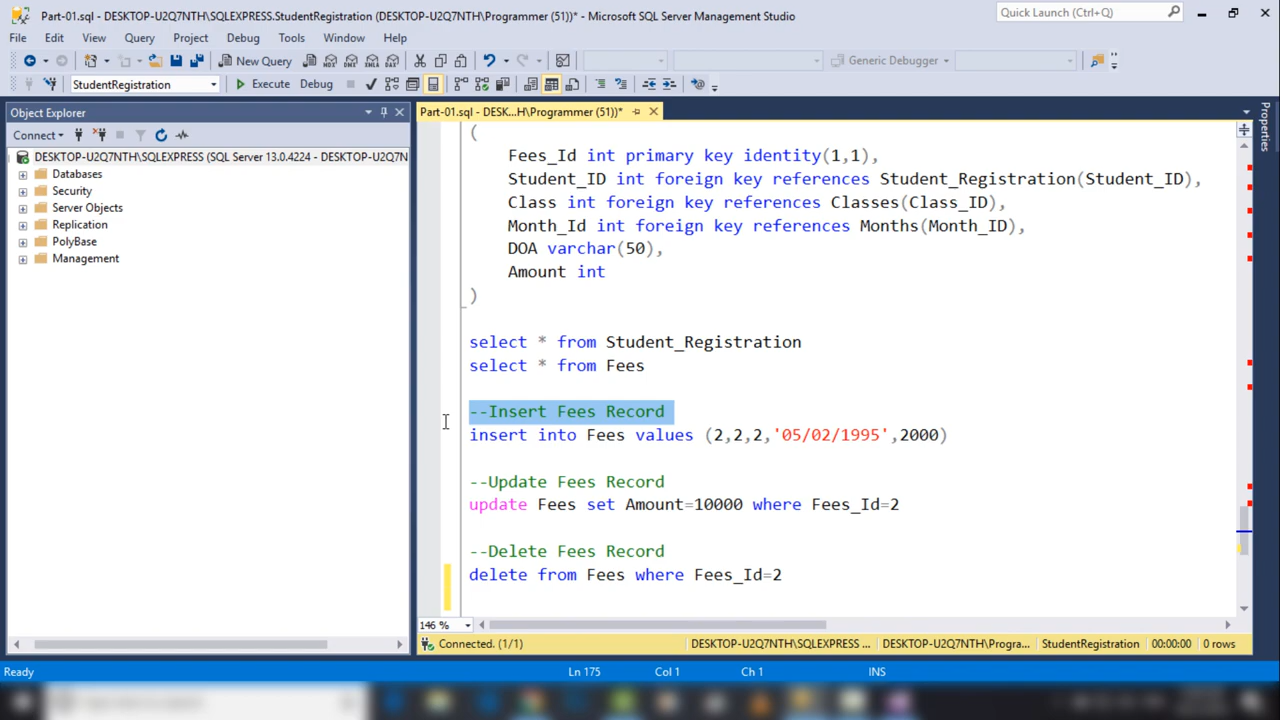 Part-01.sql - DESKTOP-U2Q7NTH\SQLEXPRESS.StudentRegistration (DESKTOP-U2Q7NTH\Programmer (51))* - Microsoft SQL Server Management Studio
Quick Launch (Ctrl+Q)
File Edit View Query Project Debug Tools Window Help
New Query
Generic Debugger
StudentRegistration
Execute Debug
Object Explorer
Part-01.sql - DESK...H\Programmer (51))*
Properties
Connect
DESKTOP-U2Q7NTH\SQLEXPRESS (SQL Server 13.0.4224 - DESKTOP-U2Q7N
Databases
Security
Server Objects
Replication
PolyBase
Management
(
Fees_Id int primary key identity(1,1),
Student_ID int foreign key references Student_Registration(Student_ID),
Class int foreign key references Classes(Class_ID),
Month_Id int foreign key references Months(Month_ID),
DOA varchar(50),
Amount int
)
select * from Student_Registration
select * from Fees
--Insert Fees Record
insert into Fees values (2,2,2,'05/02/1995',2000)
--Update Fees Record
update Fees set Amount=10000 where Fees_Id=2
--Delete Fees Record
delete from Fees where Fees_Id=2
146 %
Connected. (1/1)
DESKTOP-U2Q7NTH\SQLEXPRESS ...
DESKTOP-U2Q7NTH\Progra...
StudentRegistration
00:00:00
0 rows
Ready
Ln 175
Col 1
Ch 1
INS